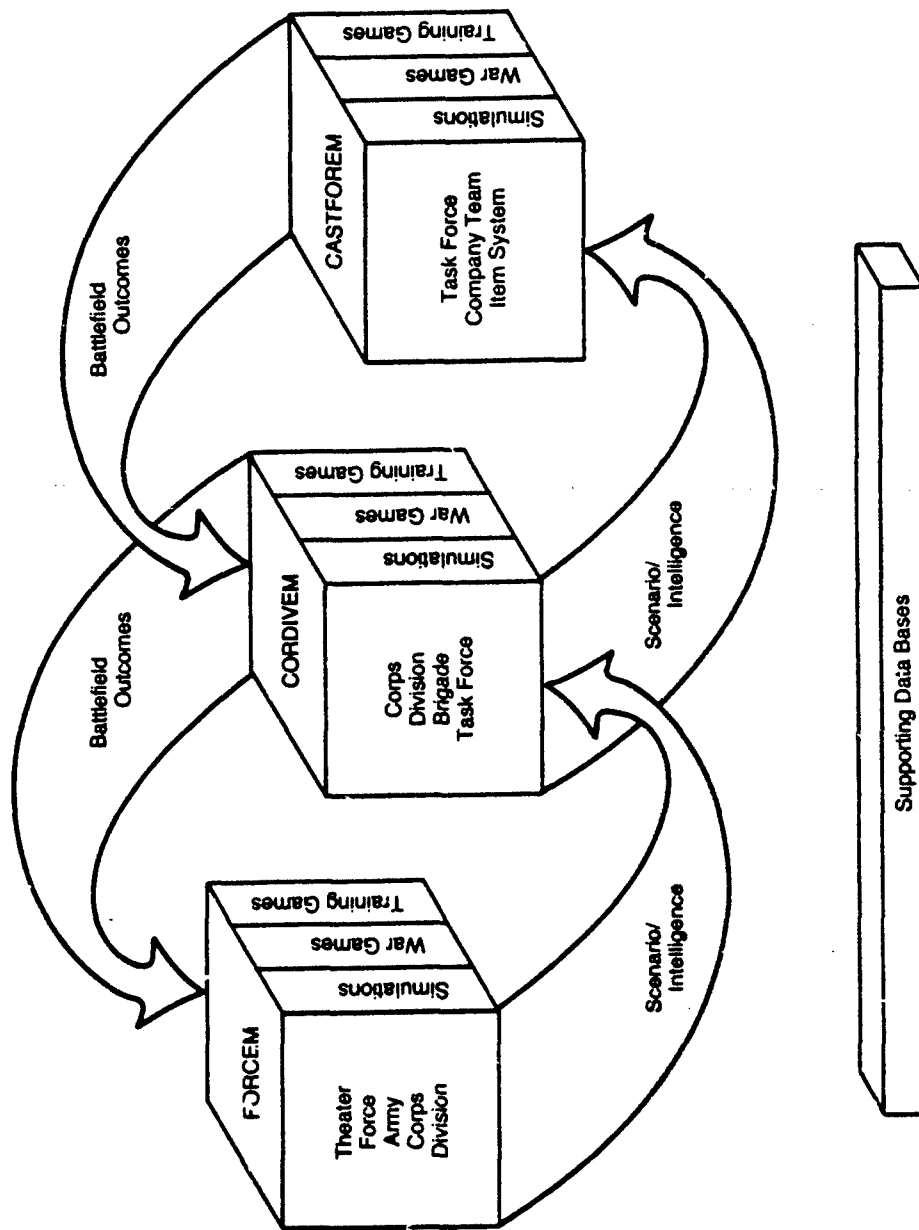 Battlefield
Outcomes
Battlefield
Outcomes
FORCEM
Theater
Force
Army
Corps
Division
Simulations
War Games
Training Games
CORDIVEM
Corps
Division
Brigade
Task Force
Simulations
War Games
Training Games
CASTFOREM
Task Force
Company Team
Item System
Simulations
War Games
Training Games
Scenario/
Intelligence
Scenario/
Intelligence
Supporting Data Bases